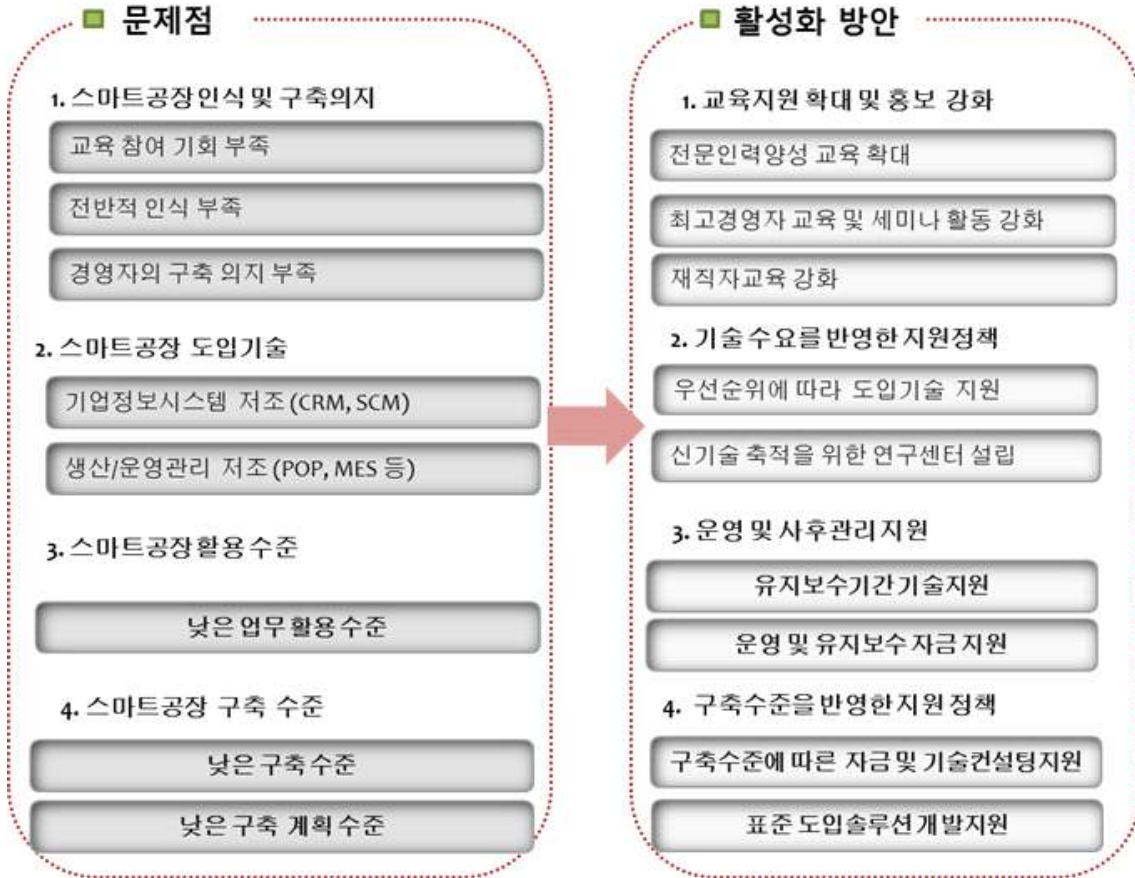 문제점
1. 스마트공장인식 및 구축의지
교육 참여 기회 부족
전반적 인식 부족
경영자의 구축 의지 부족
2. 스마트공장 도입기술
기업정보시스템 저조(CRM, SCM)
생산/운영관리 저조(POP, MES 등)
3. 스마트공장활용 수준
낮은 업무 활용 수준
4. 스마트공장 구축 수준
낮은 구축 수준
낮은 구축 계획 수준
활성화 방안
1. 교육지원 확대 및 홍보 강화
전문인력양성 교육 확대
최고경영자 교육 및 세미나 활동 강화
재직자교육 강화
2. 기술수요를 반영한 지원정책
우선순위에 따라 도입기술 지원
신기술 축적을 위한 연구센터 설립
3. 운영 및 사후관리 지원
유지보수기간 기술지원
운영 및 유지보수 자금 지원
4. 구축수준을 반영한 지원 정책
구축수준에 따른 자금 및 기술컨설팅지원
표준 도입솔루션 개발지원